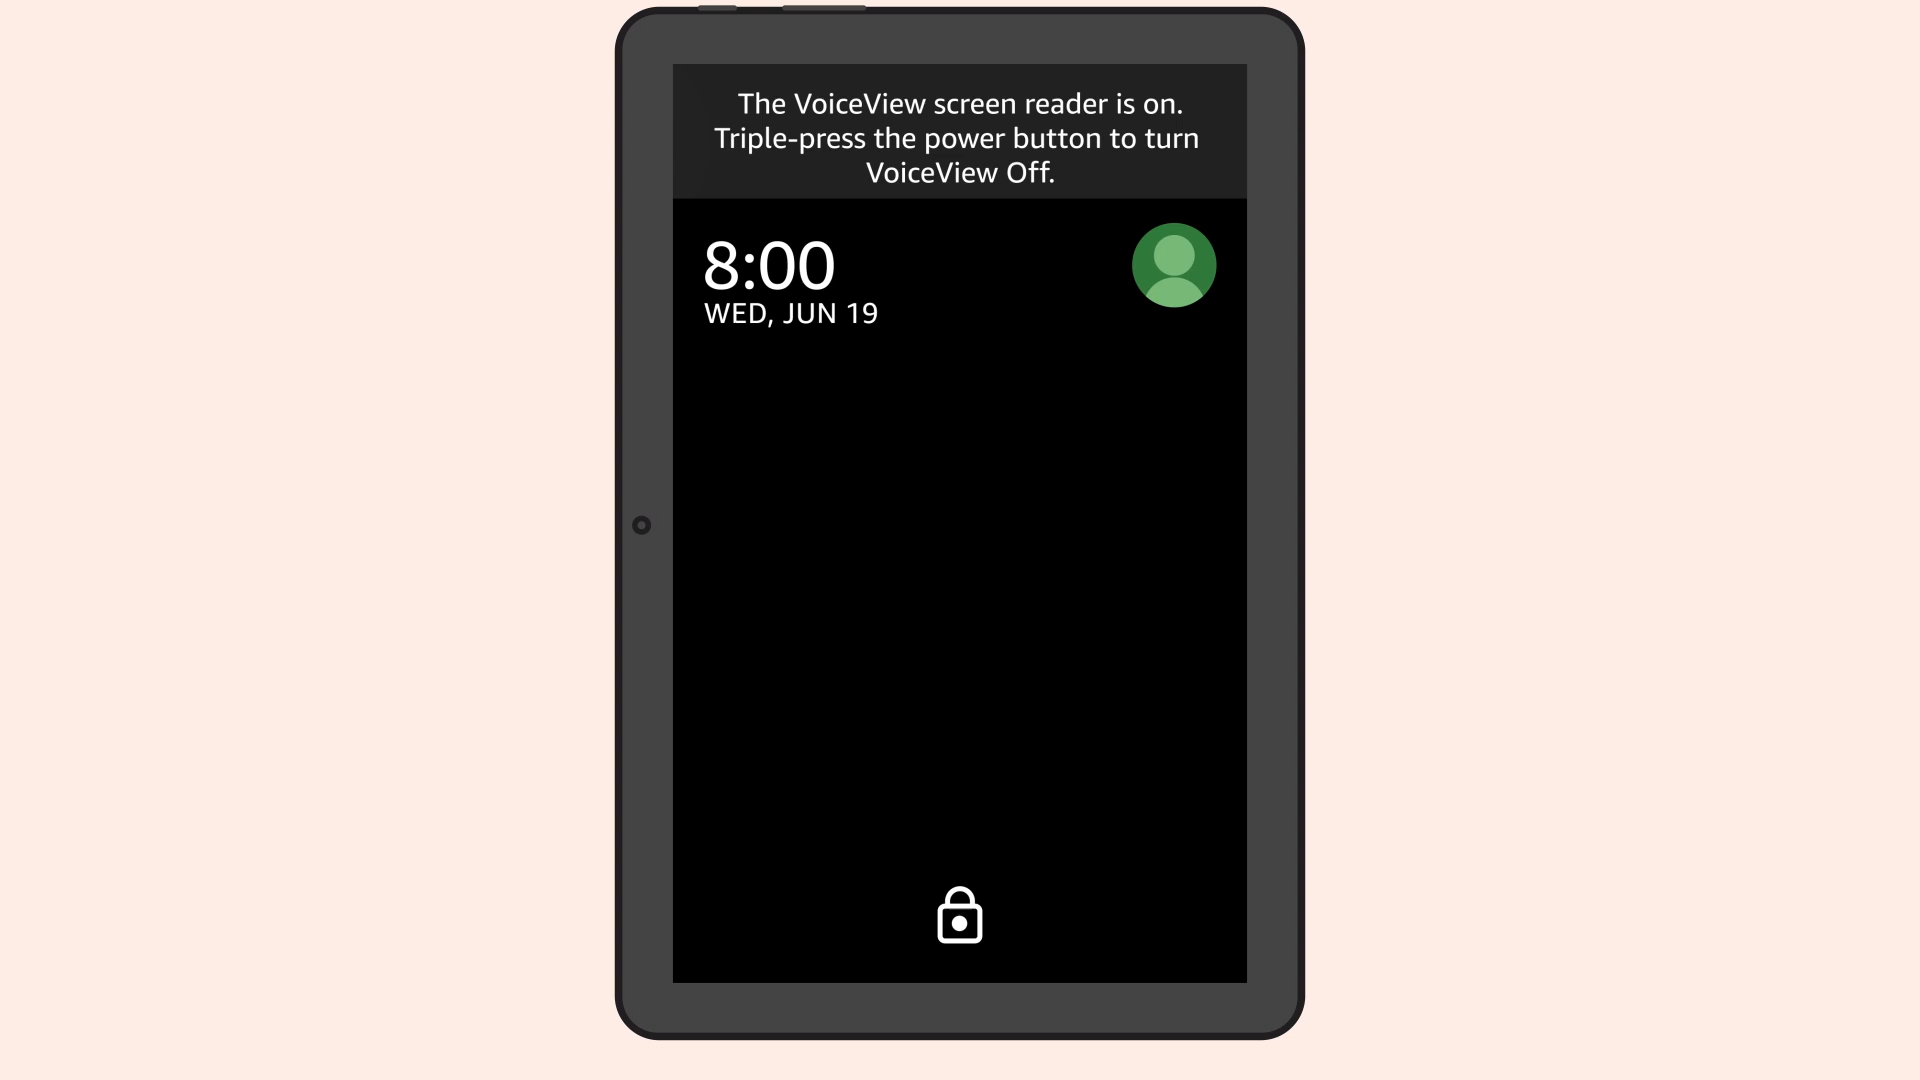 The VoiceView screen reader is on.
Triple-press the power button to turn
VoiceView Off.
8:00
WED, JUN 19